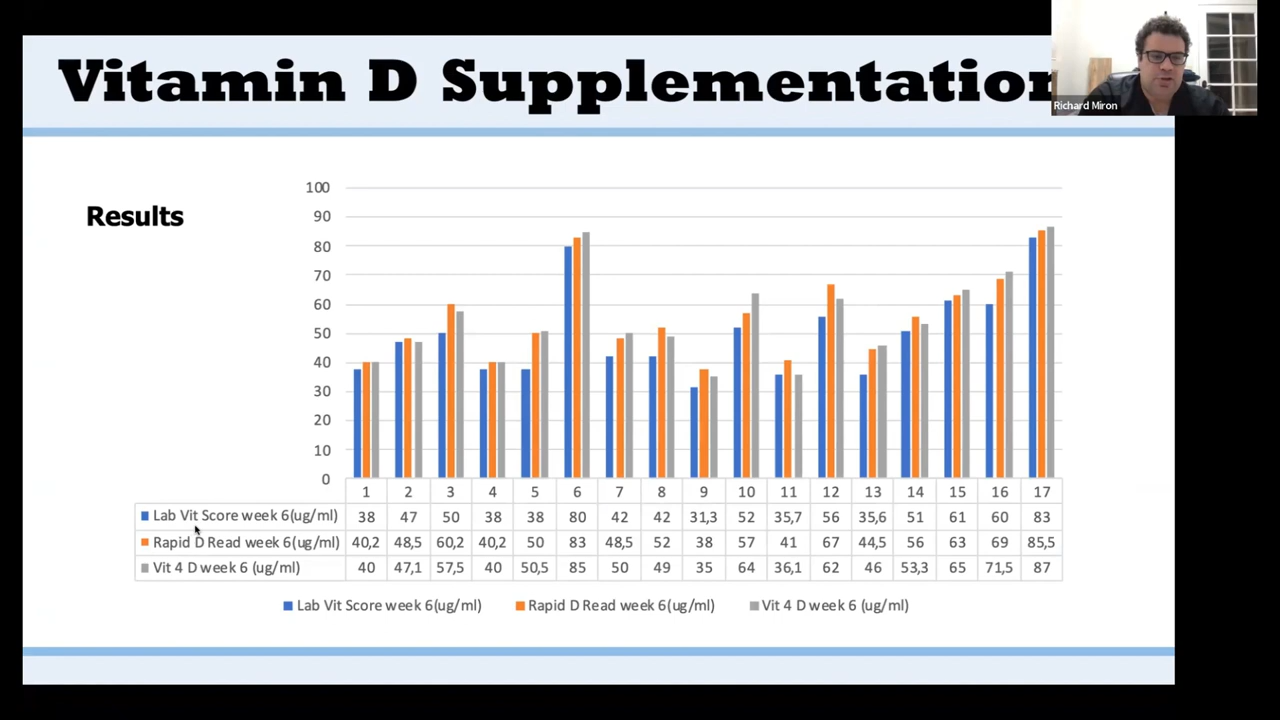 Vitamin D Supplementation
Richard Miron
Results
100
90
80
70
60
50
40
30
20
10
0
1 2 3 4 5 6 7 8 9 10 11 12 13 14 15 16 17
Lab Vit Score week 6(ug/ml) 38 47 50 38 38 80 42 42 31,3 52 35,7 56 35,6 51 61 60 83
Rapid D Read week 6(ug/ml) 40,2 48,5 60,2 40,2 50 83 48,5 52 38 57 41 67 44,5 56 63 69 85,5
Vit 4 D week 6 (ug/ml) 40 47,1 57,5 40 50,5 85 50 49 35 64 36,1 62 46 53,3 65 71,5 87
Lab Vit Score week 6(ug/ml) Rapid D Read week 6(ug/ml) Vit 4 D week 6 (ug/ml)